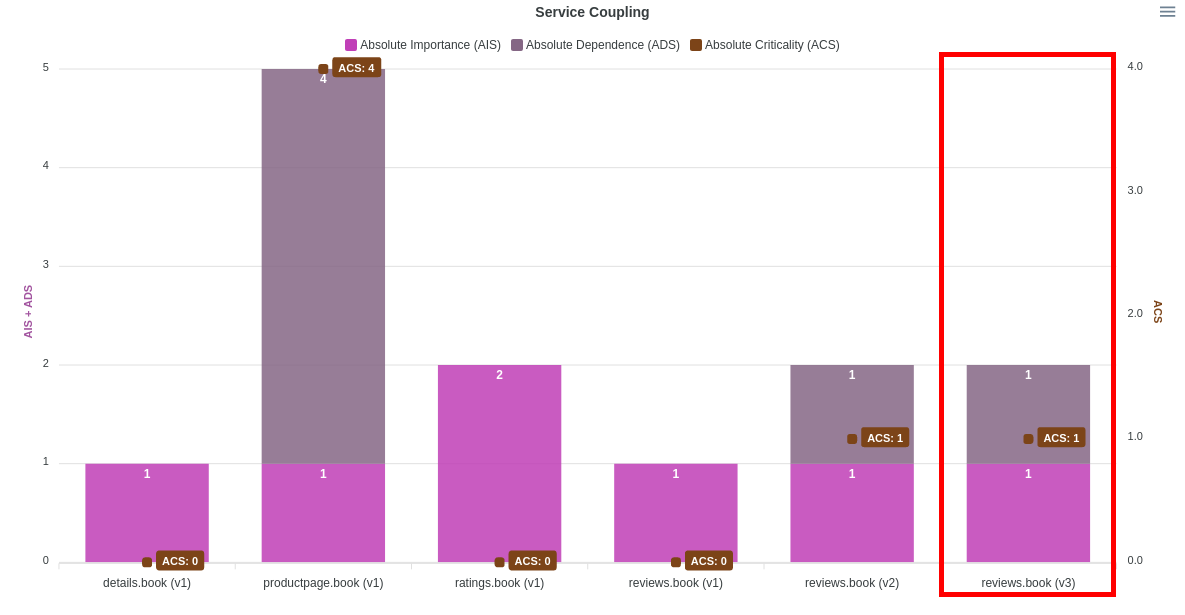 Service Coupling
Absolute Importance (AIS) Absolute Dependence (ADS) Absolute Criticality (ACS)
5
4
3
2
1
0
AIS + ADS
4.0
3.0
2.0
1.0
0.0
ACS
1
ACS: 0
ACS: 4
4
1
2
ACS: 0
1
ACS: 0
1
ACS: 1
1
1
ACS: 1
1
details.book (v1) productpage.book (v1) ratings.book (v1) reviews.book (v1) reviews.book (v2) reviews.book (v3)